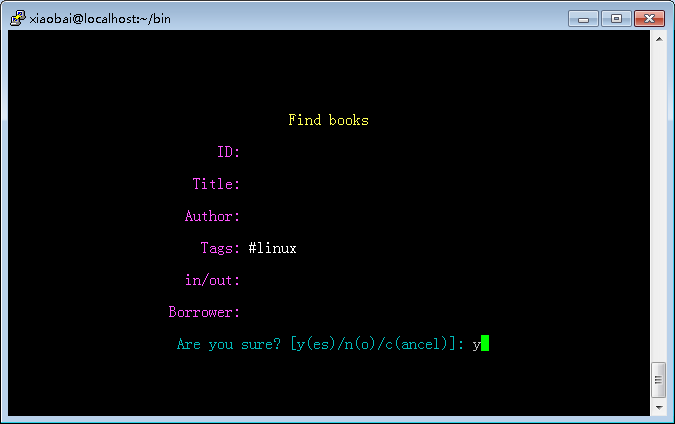 xiaobai@localhost:~/bin
Find books
ID:
Title:
Author:
Tags: #linux
in/out:
Borrower:
Are you sure? [y(es)/n(o)/c(ancel)]: y